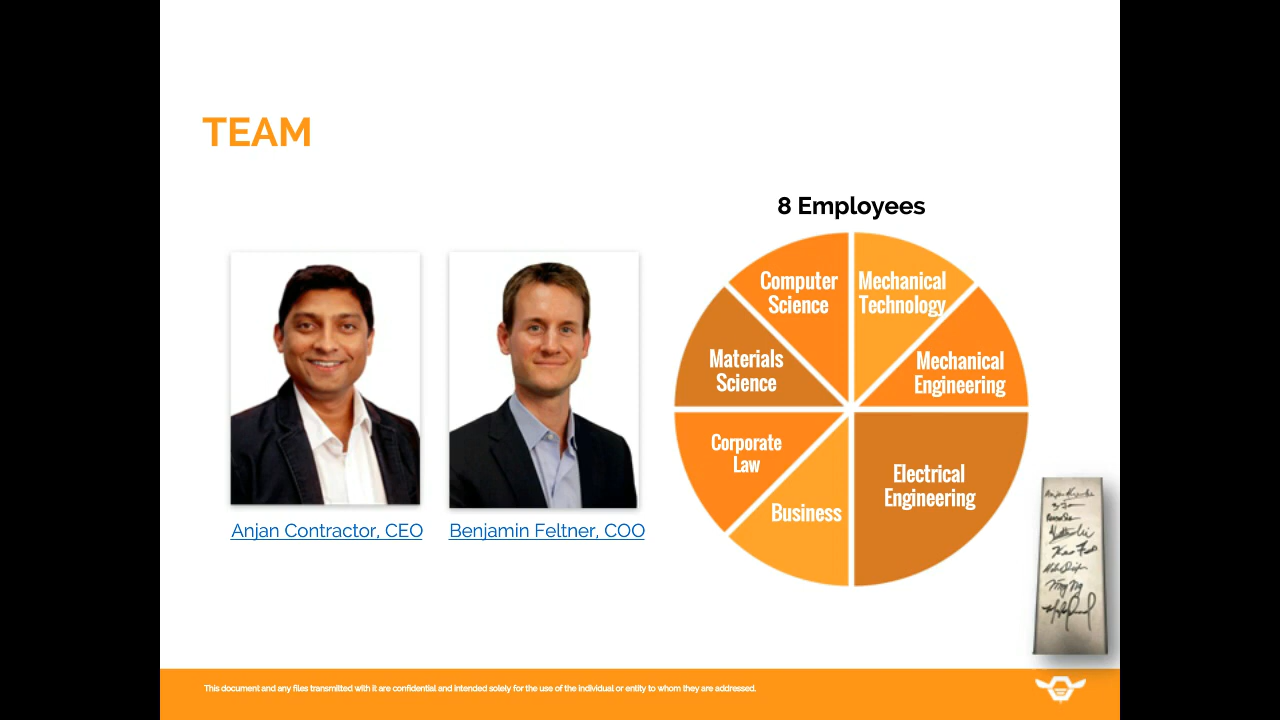 TEAM
8 Employees
Computer
Science
Mechanical
Technology
Materials
Science
Mechanical
Engineering
Corporate
Law
Electrical
Engineering
Business
Anjan Contractor, CEO
Benjamin Feltner, COO
This document and any files transmitted with it are confidential and intended solely for the use of the individual or entity to whom they are addressed.